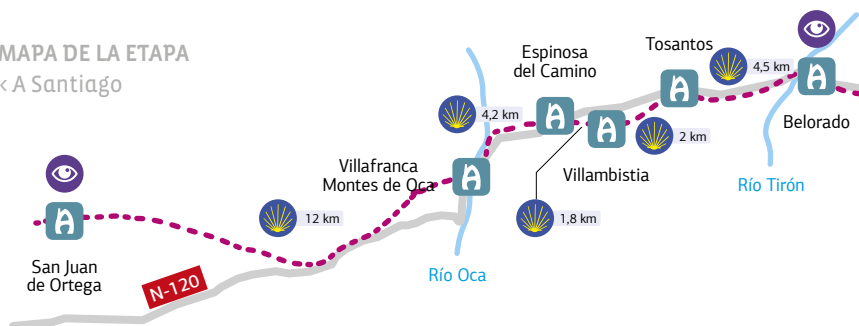 MAPA DE LA ETAPA
‹ A Santiago
Espinosa
del Camino
Tosantos
4,5 km
4,2 km
2 km
Belorado
Villafranca
Montes de Oca
Villambistia
Río Tirón
12 km
1,8 km
San Juan
de Ortega
N-120
Río Oca